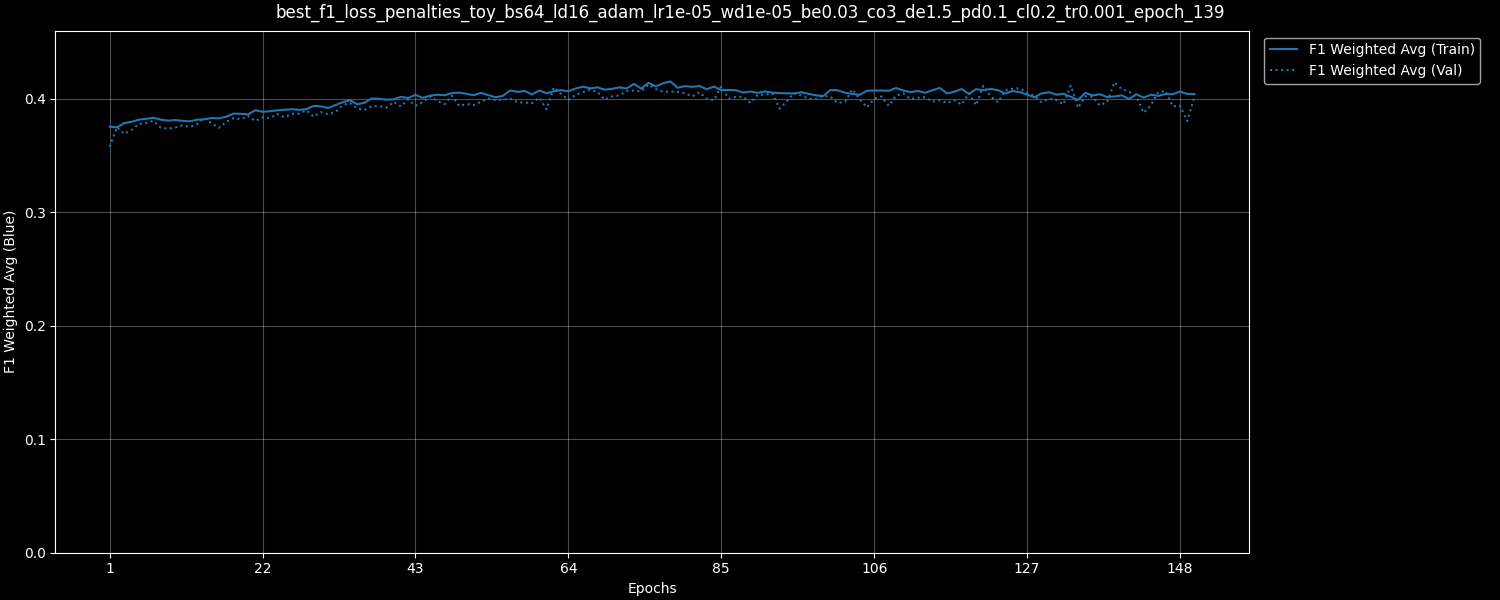 best_f1_loss_penalties_toy_bs64_ld16_adam_lr1e-05_wd1e-05_be0.03_co3_de1.5_pd0.1_cl0.2_tr0.001_epoch_139
F1 Weighted Avg (Train)
F1 Weighted Avg (Val)
F1 Weighted Avg (Blue)
0.4
0.3
0.2
0.1
0.0
1 22 43 64 85 106 127 148
Epochs